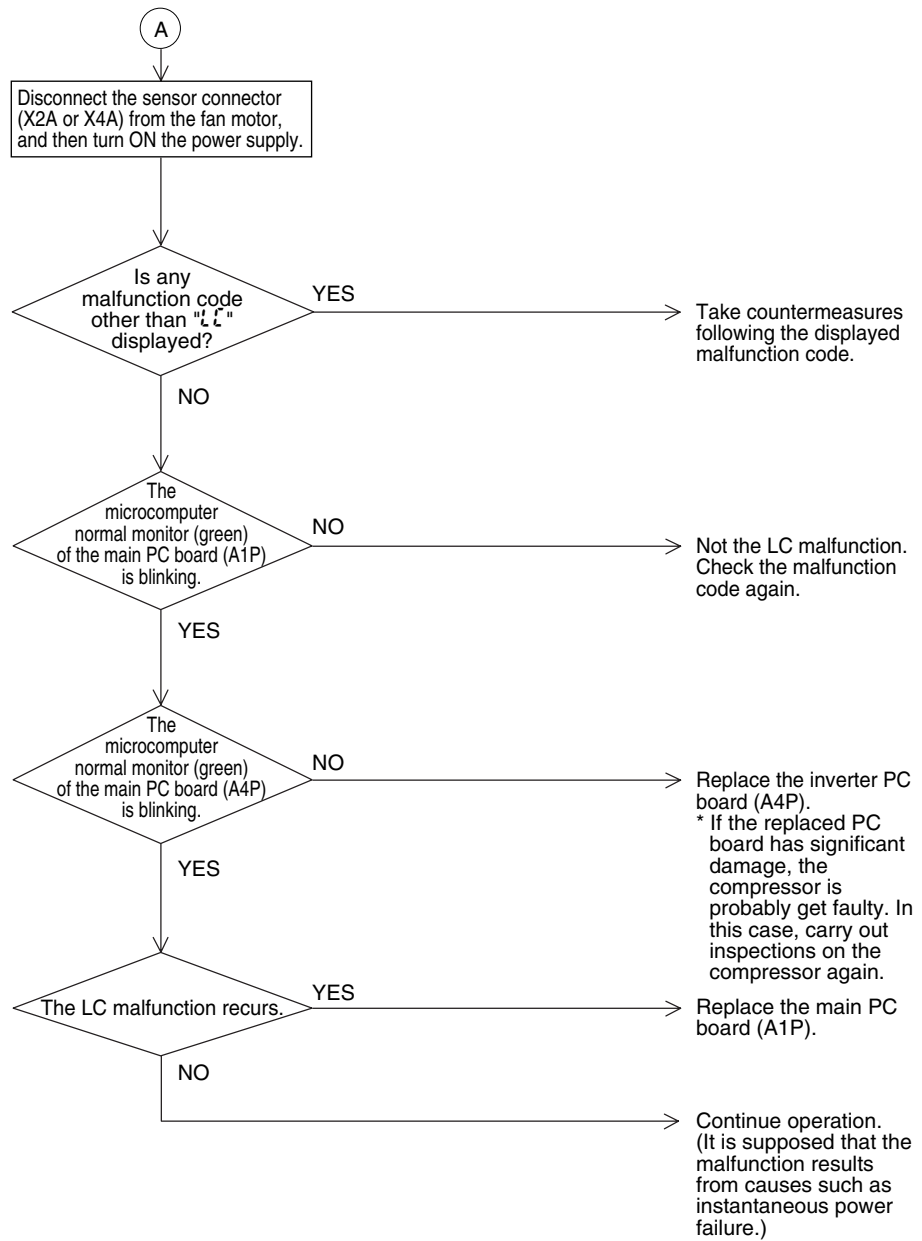 A
Disconnect the sensor connector
(X2A or X4A) from the fan motor,
and then turn ON the power supply.
Is any
malfunction code
other than "LC"
displayed?
YES
Take countermeasures
following the displayed
malfunction code.
NO
The
microcomputer
normal monitor (green)
of the main PC board (A1P)
is blinking.
NO
Not the LC malfunction.
Check the malfunction
code again.
YES
The
microcomputer
normal monitor (green)
of the main PC board (A4P)
is blinking.
NO
Replace the inverter PC
board (A4P).
* If the replaced PC
board has significant
damage, the
compressor is
probably get faulty. In
this case, carry out
inspections on the
compressor again.
YES
The LC malfunction recurs.
YES
Replace the main PC
board (A1P).
NO
Continue operation.
(It is supposed that the
malfunction results
from causes such as
instantaneous power
failure.)